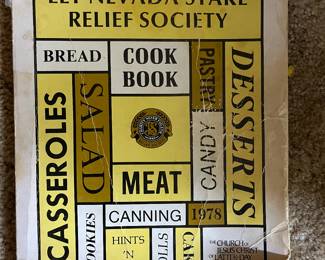 ELY NEVADA STAKE
RELIEF SOCIETY
BREAD
COOK
BOOK
PASTRY
DESSERTS
CASSEROLES
SALAD
CANDY
MEAT
CANNING
1978
COOKIES
HINTS
'N
THE CHURCH OF
JESUS CHRIST
OF LATTER-DAY